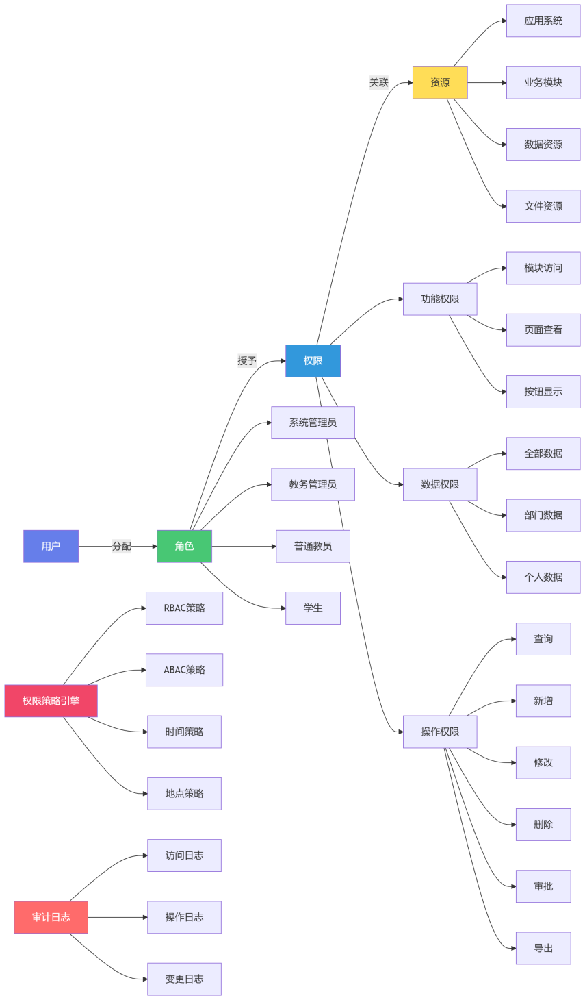 应用系统
关联
资源
业务模块
数据资源
文件资源
模块访问
功能权限
页面查看
授予
权限
按钮显示
系统管理员
全部数据
教务管理员
数据权限
部门数据
用户
分配
角色
普通教员
个人数据
RBAC策略
学生
查询
ABAC策略
权限策略引擎
新增
时间策略
操作权限
修改
地点策略
删除
访问日志
审批
审计日志
操作日志
导出
变更日志